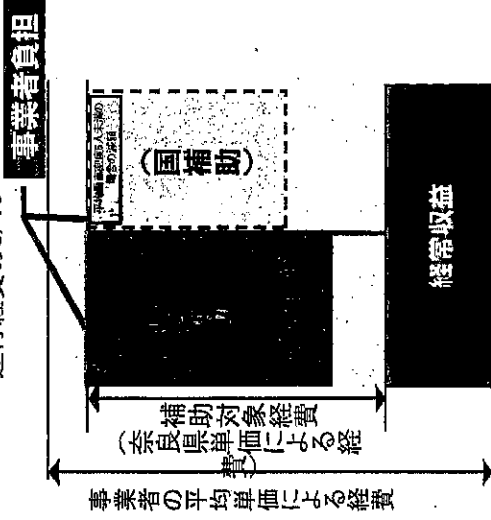 事業者負担
(国補助)
経常収益
補助対象経費
(奈良県単価による経
費)
事業者の平均単価による経費